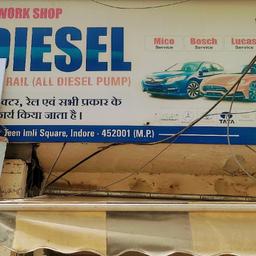 WORK SHOP
DIESEL
RAIL (ALL DIESEL PUMP)
Mico Bosch Lucas
Service Service Service
क्टर, रेल एवं सभी प्रकार के
कार्य किया जाता है।
TATA
Teen Imli Square, Indore - 452001 (M.P.)